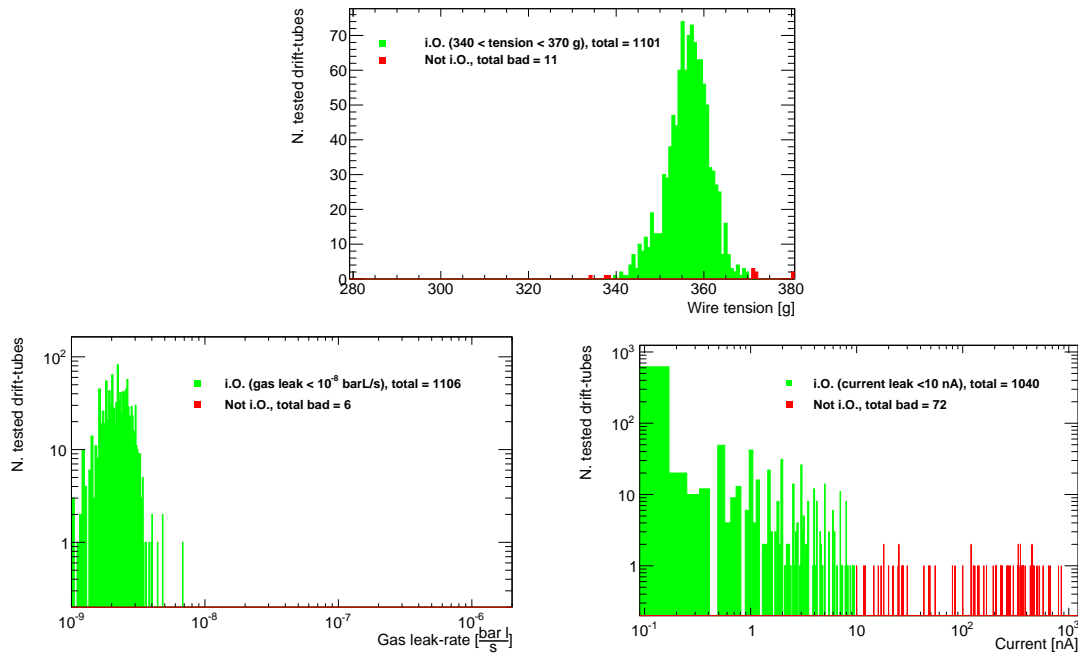 N. tested drift-tubes
70
60
50
40
30
20
10
0
i.O. (340 < tension < 370 g), total = 1101
Not i.O., total bad = 11
280 300 320 340 360 380
Wire tension [g]
N. tested drift-tubes
10²
10
1
i.O. (gas leak < 10⁻⁸ barL/s), total = 1106
Not i.O., total bad = 6
10⁻⁹ 10⁻⁸ 10⁻⁷ 10⁻⁶
Gas leak-rate [bar l/s]
N. tested drift-tubes
10³
10²
10
1
i.O. (current leak <10 nA), total = 1040
Not i.O., total bad = 72
10⁻¹ 1 10 10² 10³
Current [nA]